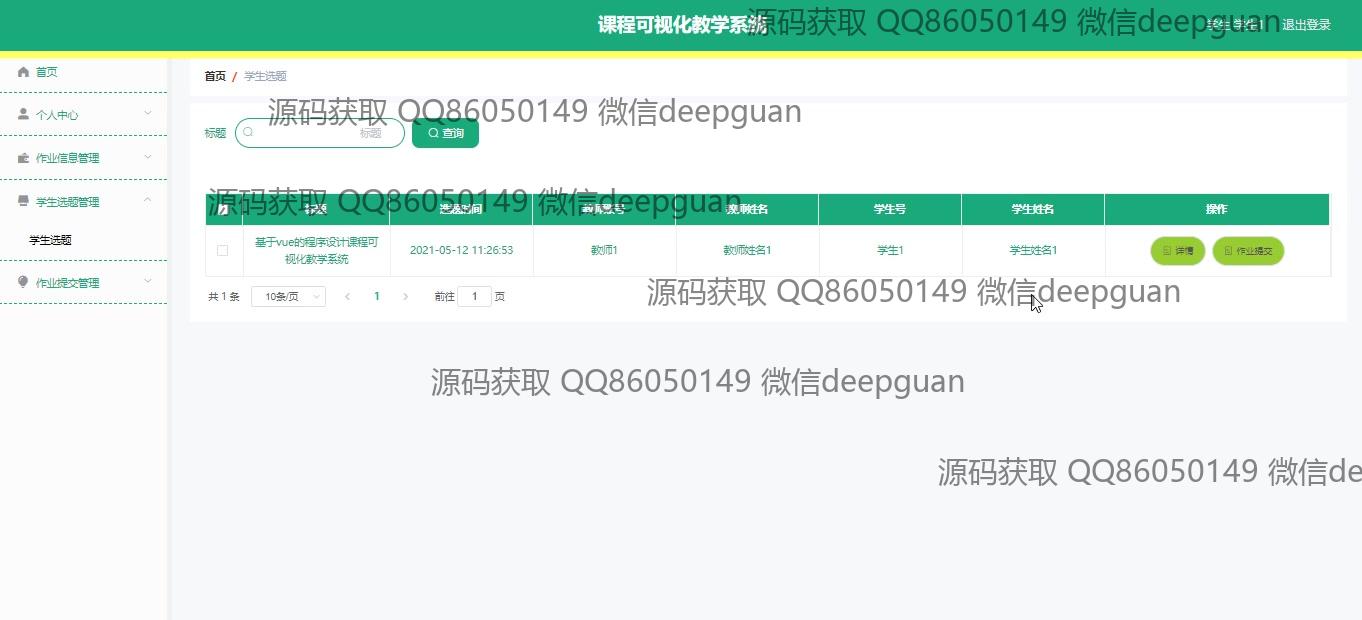 课程可视化教学系统
源码获取 QQ86050149 微信deepguan
退出登录
首页
个人中心
作业信息管理
学生选题管理
学生选题
作业提交管理
首页 / 学生选题
源码获取 QQ86050149 微信deepguan
标题 标题 查询
源码获取 QQ86050149 微信deepguan
标题 选题时间 教师账号 教师姓名 学生号 学生姓名 操作
基于vue的程序设计课程可
视化教学系统
2021-05-12 11:26:53 教师1 教师姓名1 学生1 学生姓名1 详情 作业提交
共 1 条 10条/页 1 前往 1 页
源码获取 QQ86050149 微信deepguan
源码获取 QQ86050149 微信deepguan
源码获取 QQ86050149 微信de